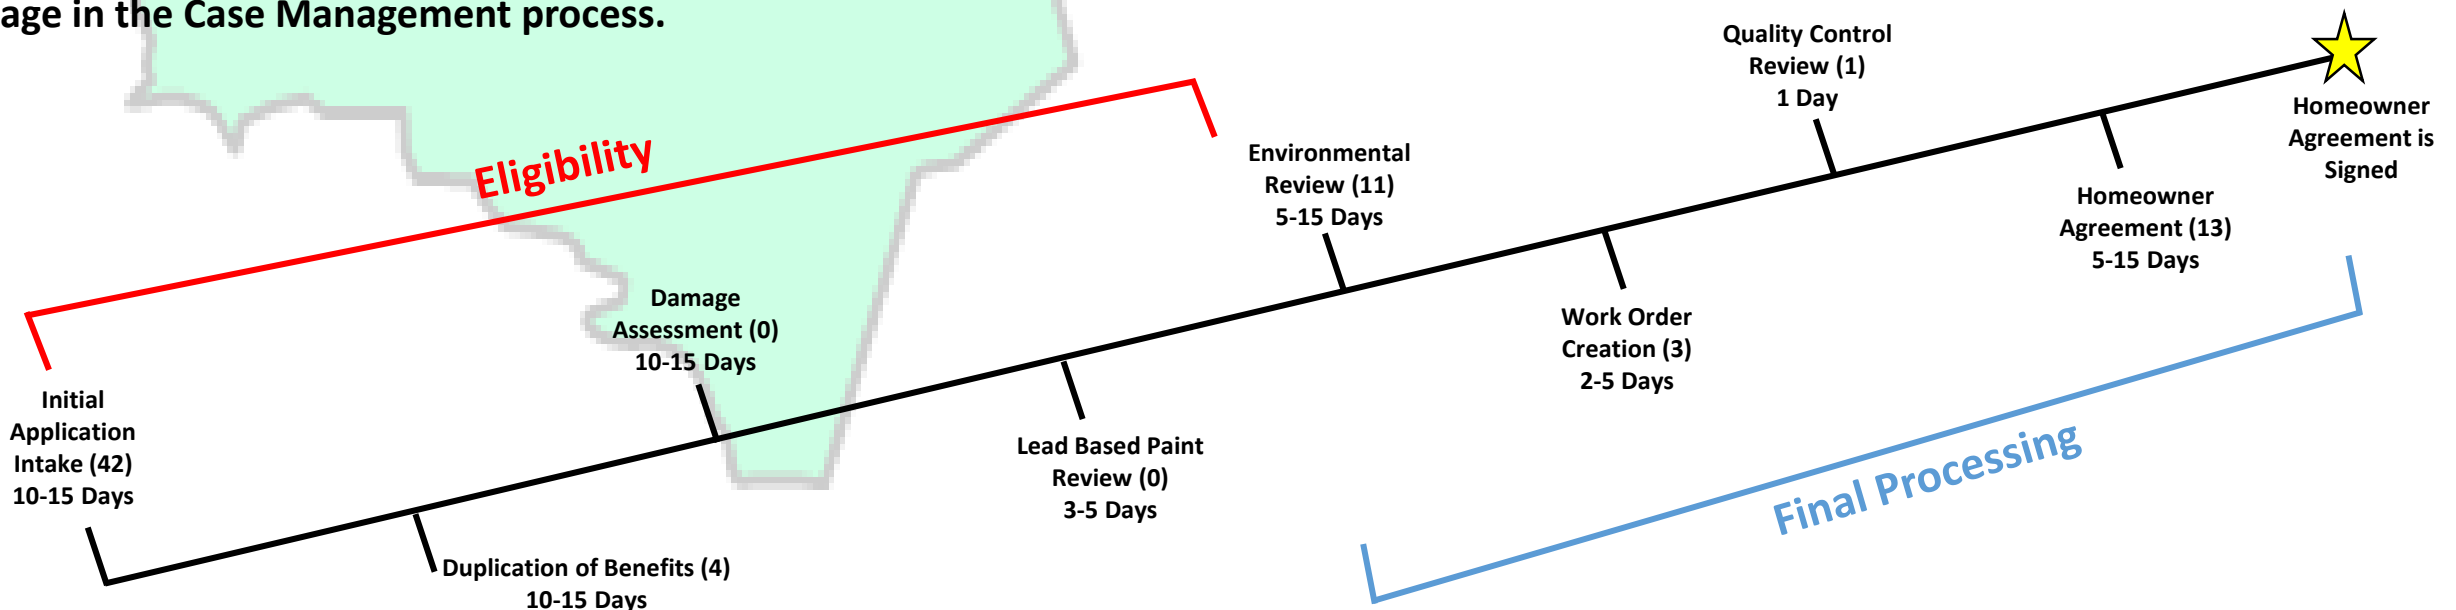 age in the Case Management process.
Eligibility
Initial
Application
Intake (42)
10-15 Days
Duplication of Benefits (4)
10-15 Days
Damage
Assessment (0)
10-15 Days
Lead Based Paint
Review (0)
3-5 Days
Environmental
Review (11)
5-15 Days
Work Order
Creation (3)
2-5 Days
Quality Control
Review (1)
1 Day
Homeowner
Agreement (13)
5-15 Days
Homeowner
Agreement is
Signed
Final Processing